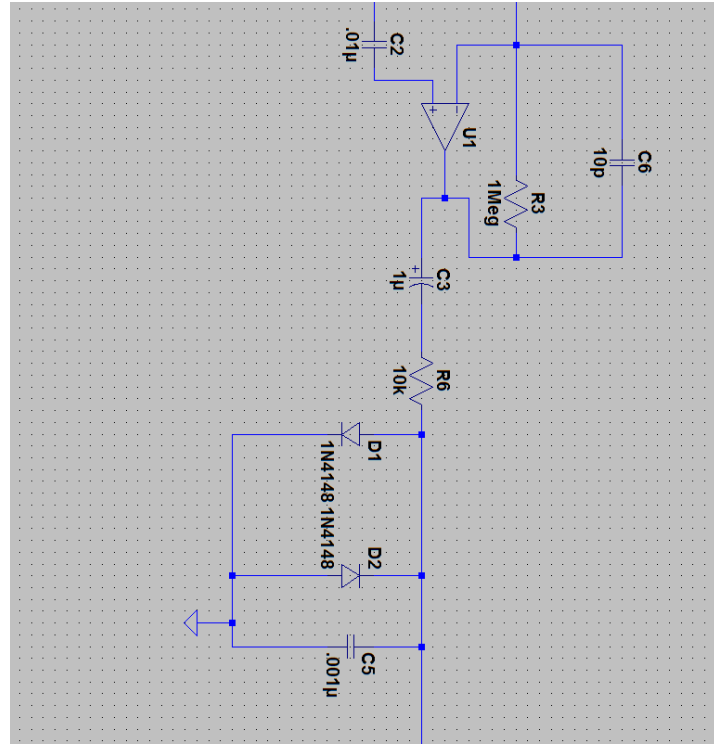 C2
.01µ
+
−
U1
C6
10p
R3
1Meg
+
C3
1µ
R6
10k
D1
1N4148
D2
1N4148
C5
.001µ